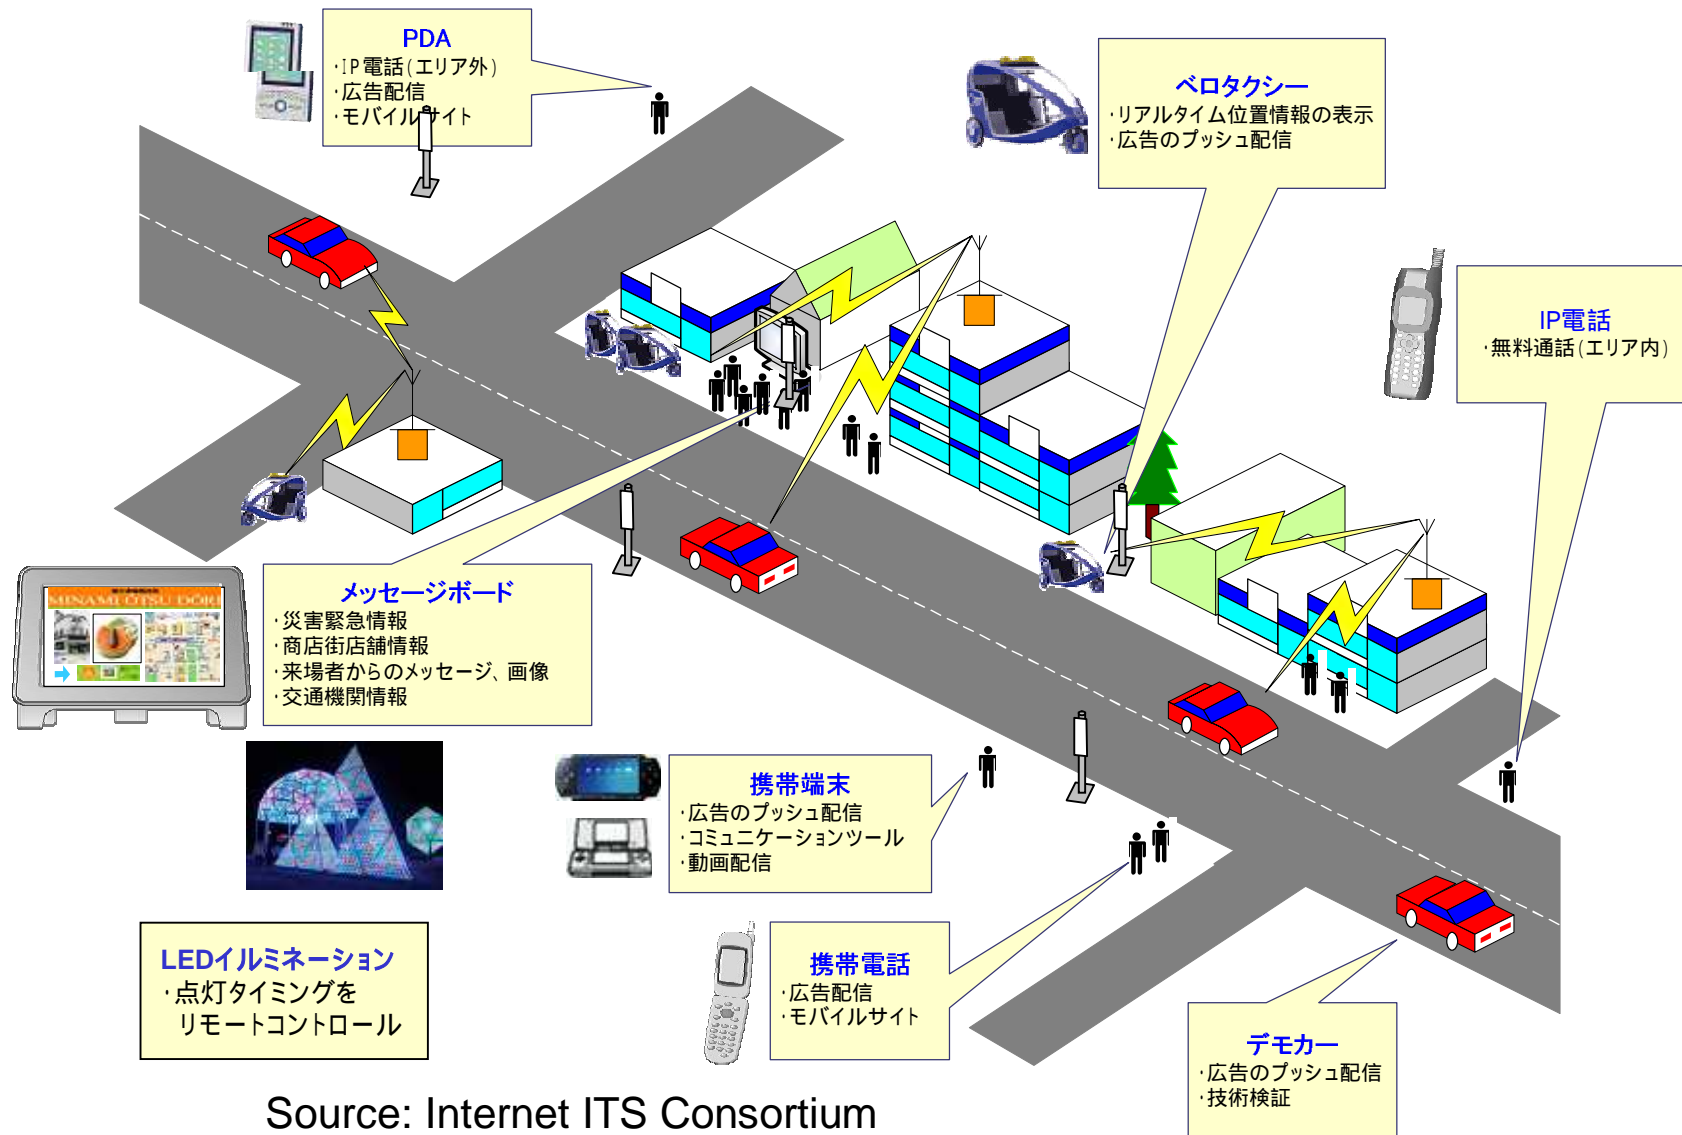 PDA
・IP電話(エリア外)
・広告配信
・モバイルサイト
ベロタクシー
・リアルタイム位置情報の表示
・広告のプッシュ配信
IP電話
・無料通話(エリア内)
メッセージボード
・災害緊急情報
・商店街店舗情報
・来場者からのメッセージ、画像
・交通機関情報
MINAMI OTSU DORI
携帯端末
・広告のプッシュ配信
・コミュニケーションツール
・動画配信
LEDイルミネーション
・点灯タイミングを
リモートコントロール
携帯電話
・広告配信
・モバイルサイト
デモカー
・広告のプッシュ配信
・技術検証
Source: Internet ITS Consortium